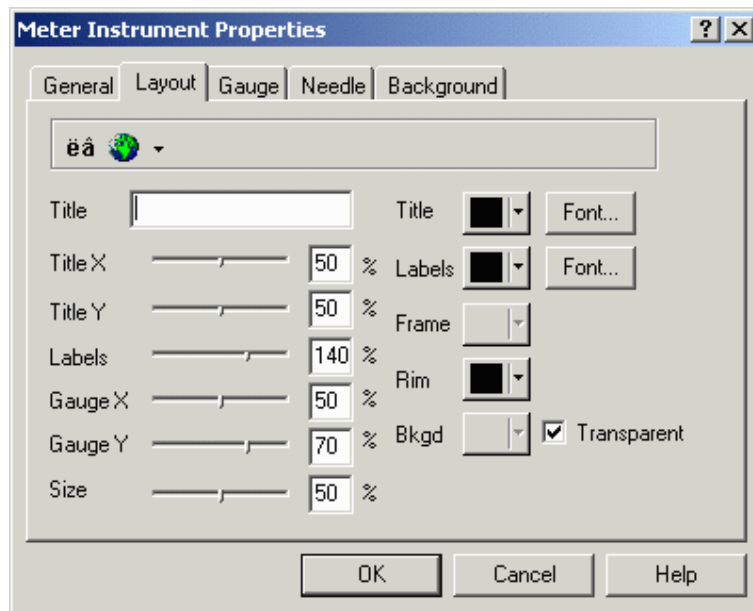 Meter Instrument Properties
General Layout Gauge Needle Background
ëâ
Title Title Font...
Title X 50 % Labels Font...
Title Y 50 % Frame
Labels 140 % Rim
Gauge X 50 %
Gauge Y 70 % Bkgd Transparent
Size 50 %
OK Cancel Help